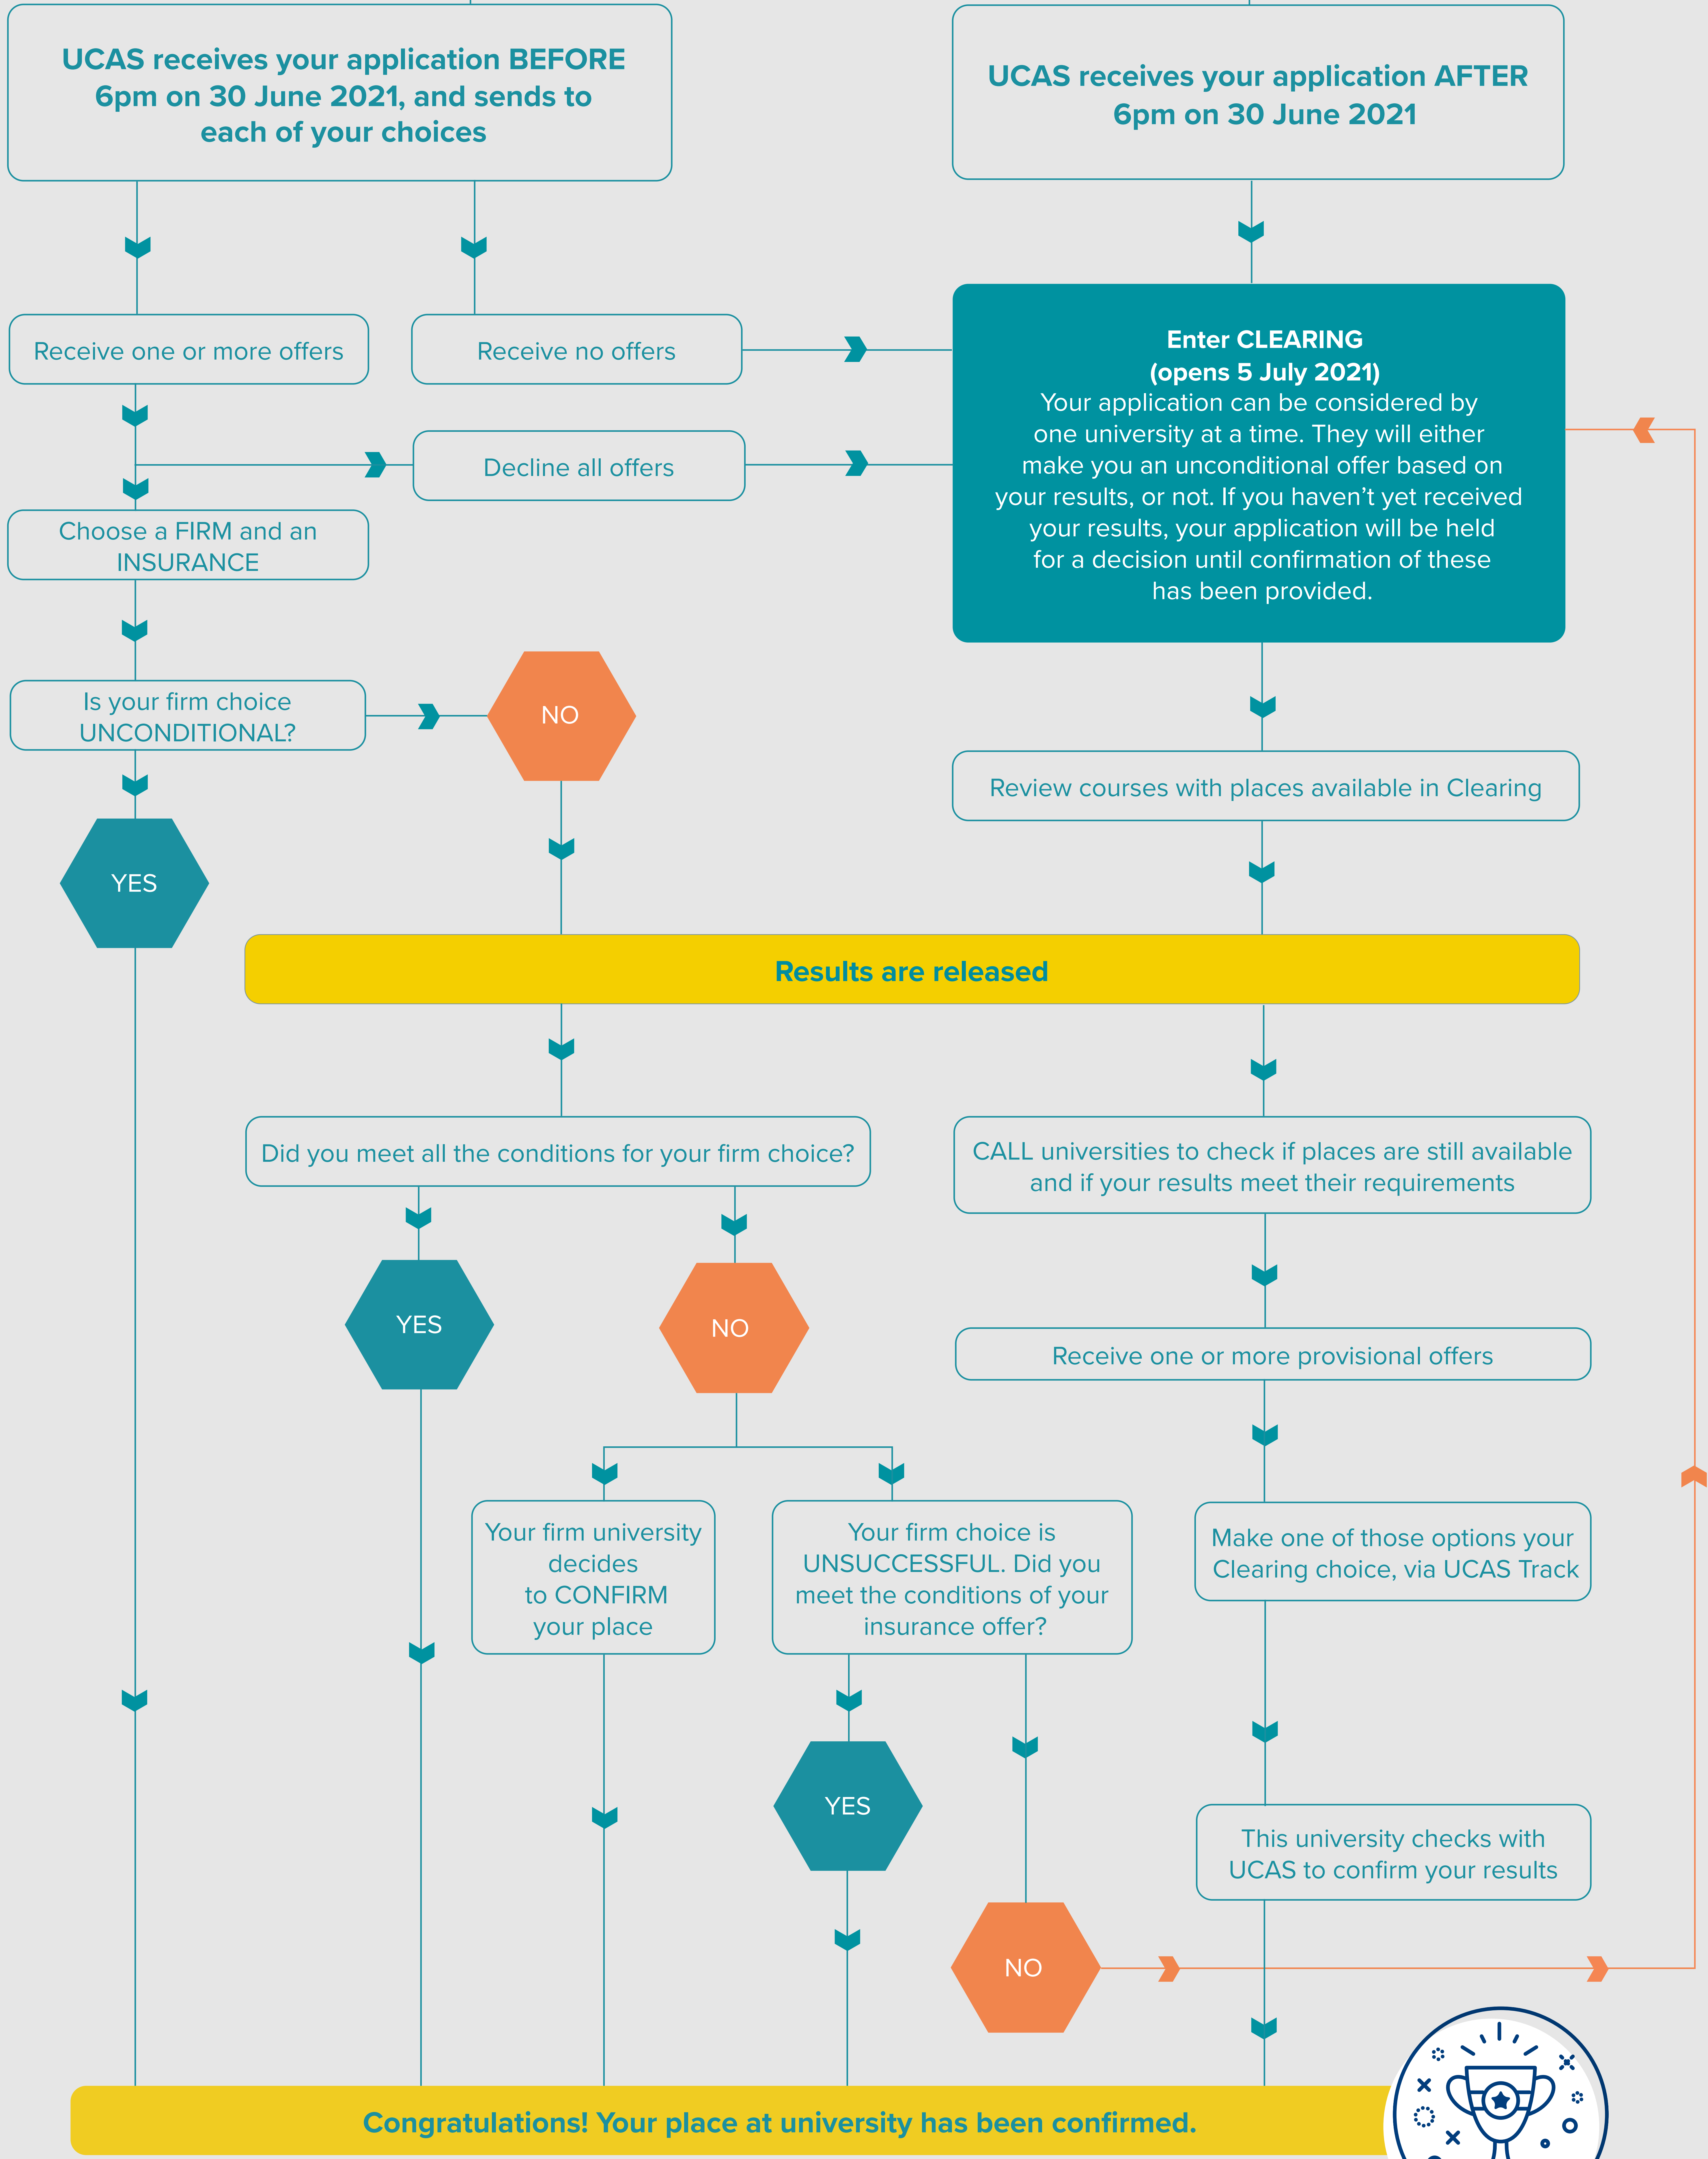 UCAS receives your application BEFORE
6pm on 30 June 2021, and sends to
each of your choices
UCAS receives your application AFTER
6pm on 30 June 2021
Receive one or more offers
Receive no offers
Decline all offers
Enter CLEARING
(opens 5 July 2021)
Your application can be considered by
one university at a time. They will either
make you an unconditional offer based on
your results, or not. If you haven’t yet received
your results, your application will be held
for a decision until confirmation of these
has been provided.
Choose a FIRM and an
INSURANCE
Is your firm choice
UNCONDITIONAL?
NO
YES
Review courses with places available in Clearing
Results are released
Did you meet all the conditions for your firm choice?
CALL universities to check if places are still available
and if your results meet their requirements
YES
NO
Receive one or more provisional offers
Your firm university
decides
to CONFIRM
your place
Your firm choice is
UNSUCCESSFUL. Did you
meet the conditions of your
insurance offer?
Make one of those options your
Clearing choice, via UCAS Track
YES
NO
This university checks with
UCAS to confirm your results
Congratulations! Your place at university has been confirmed.